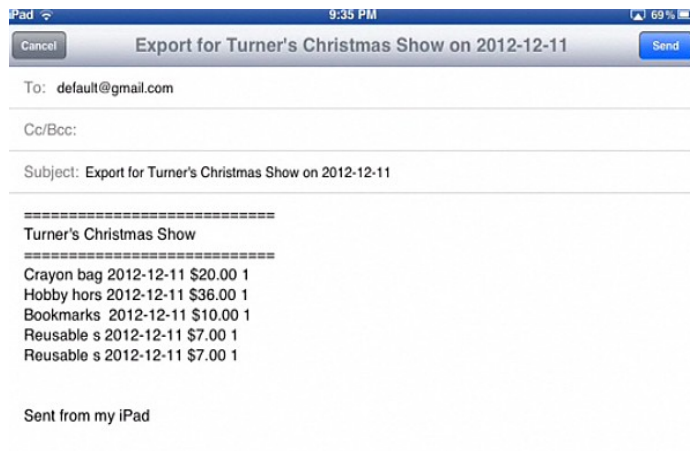 iPad 9:35 PM 69%
Cancel Export for Turner's Christmas Show on 2012-12-11 Send
To: default@gmail.com
Cc/Bcc:
Subject: Export for Turner's Christmas Show on 2012-12-11
============================
Turner's Christmas Show
============================
Crayon bag 2012-12-11 $20.00 1
Hobby hors 2012-12-11 $36.00 1
Bookmarks  2012-12-11 $10.00 1
Reusable s 2012-12-11 $7.00 1
Reusable s 2012-12-11 $7.00 1
Sent from my iPad